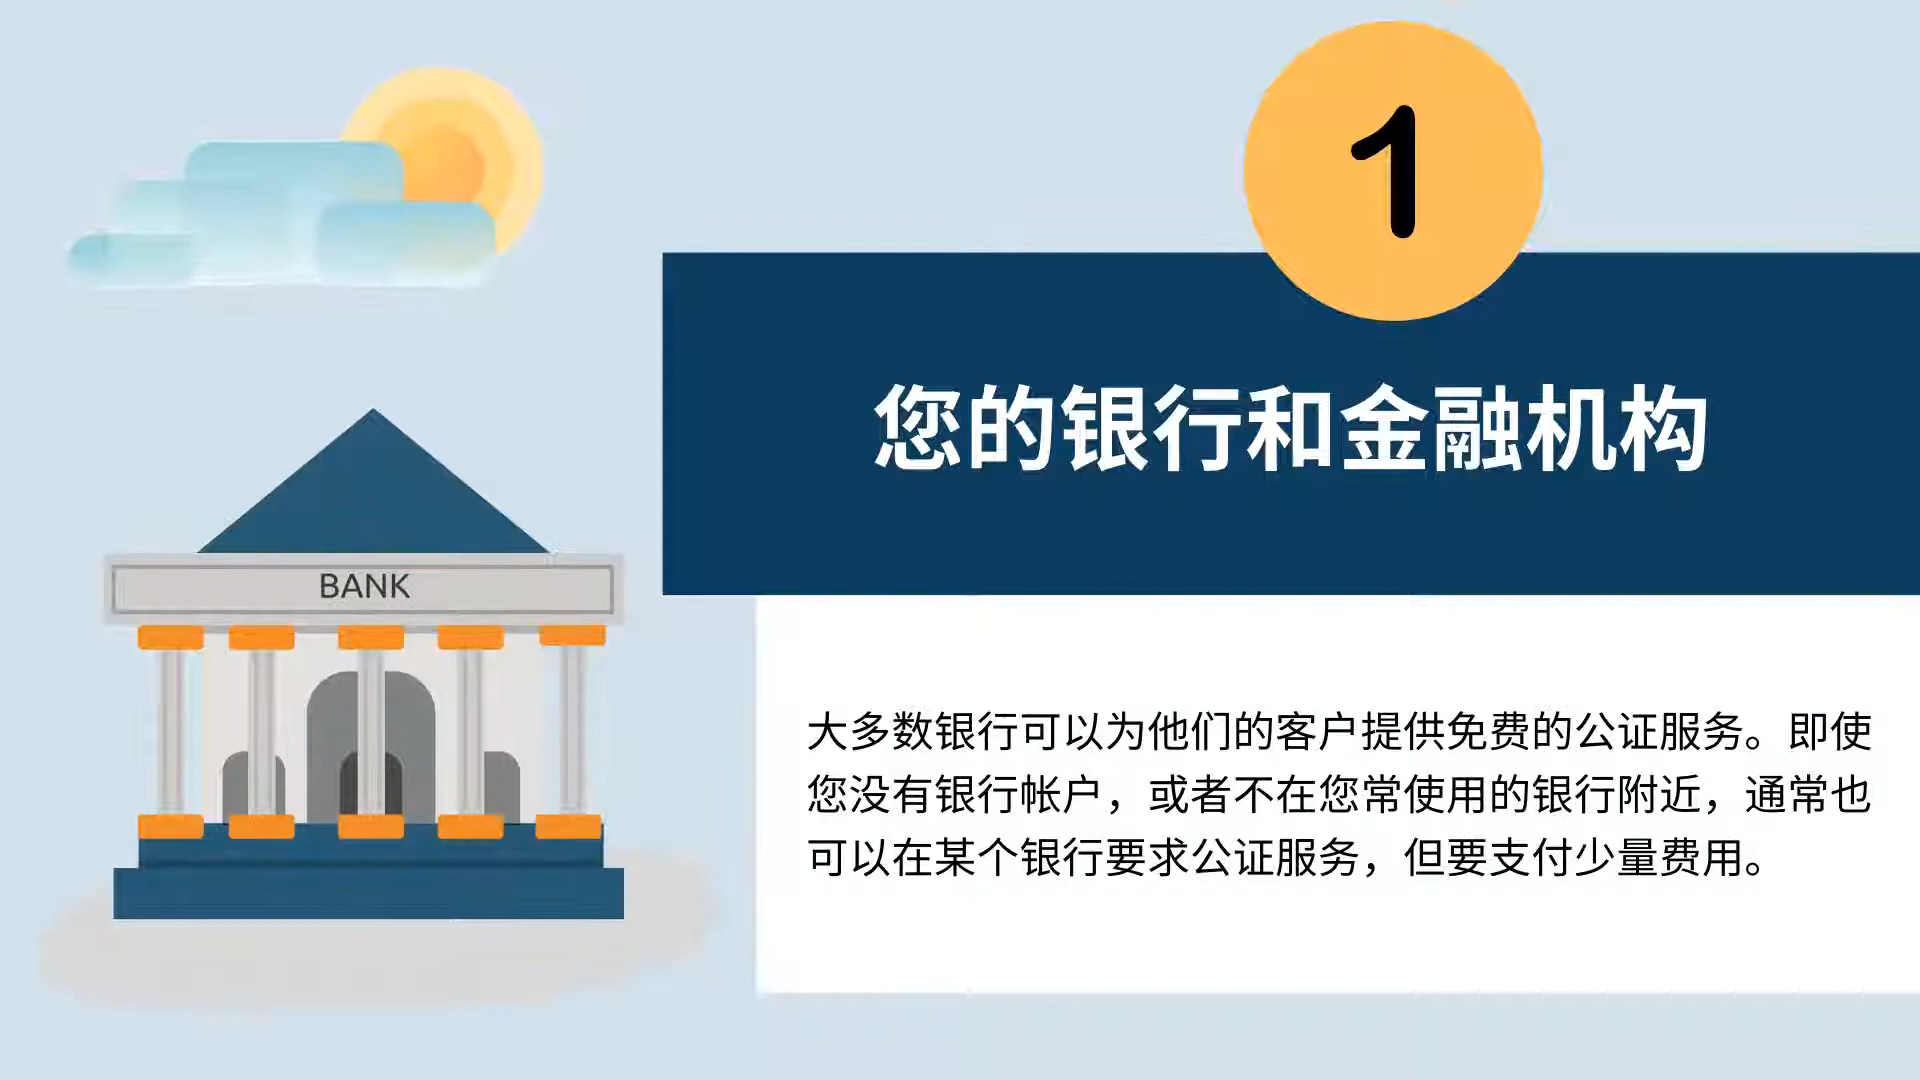 1
您的银行和金融机构
BANK
大多数银行可以为他们的客户提供免费的公证服务。即使
您没有银行帐户，或者不在您常使用的银行附近，通常也
可以在某个银行要求公证服务，但要支付少量费用。